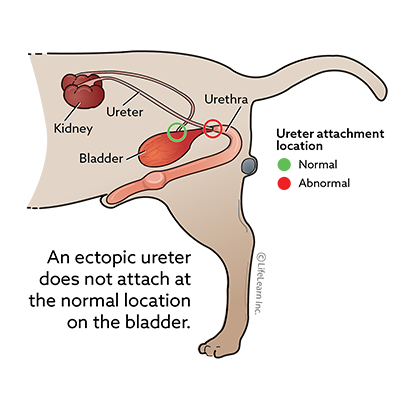 Urethra
Ureter
Kidney
Bladder
Ureter attachment
location
Normal
Abnormal
An ectopic ureter
does not attach at
the normal location
on the bladder.
©LifeLearn Inc.